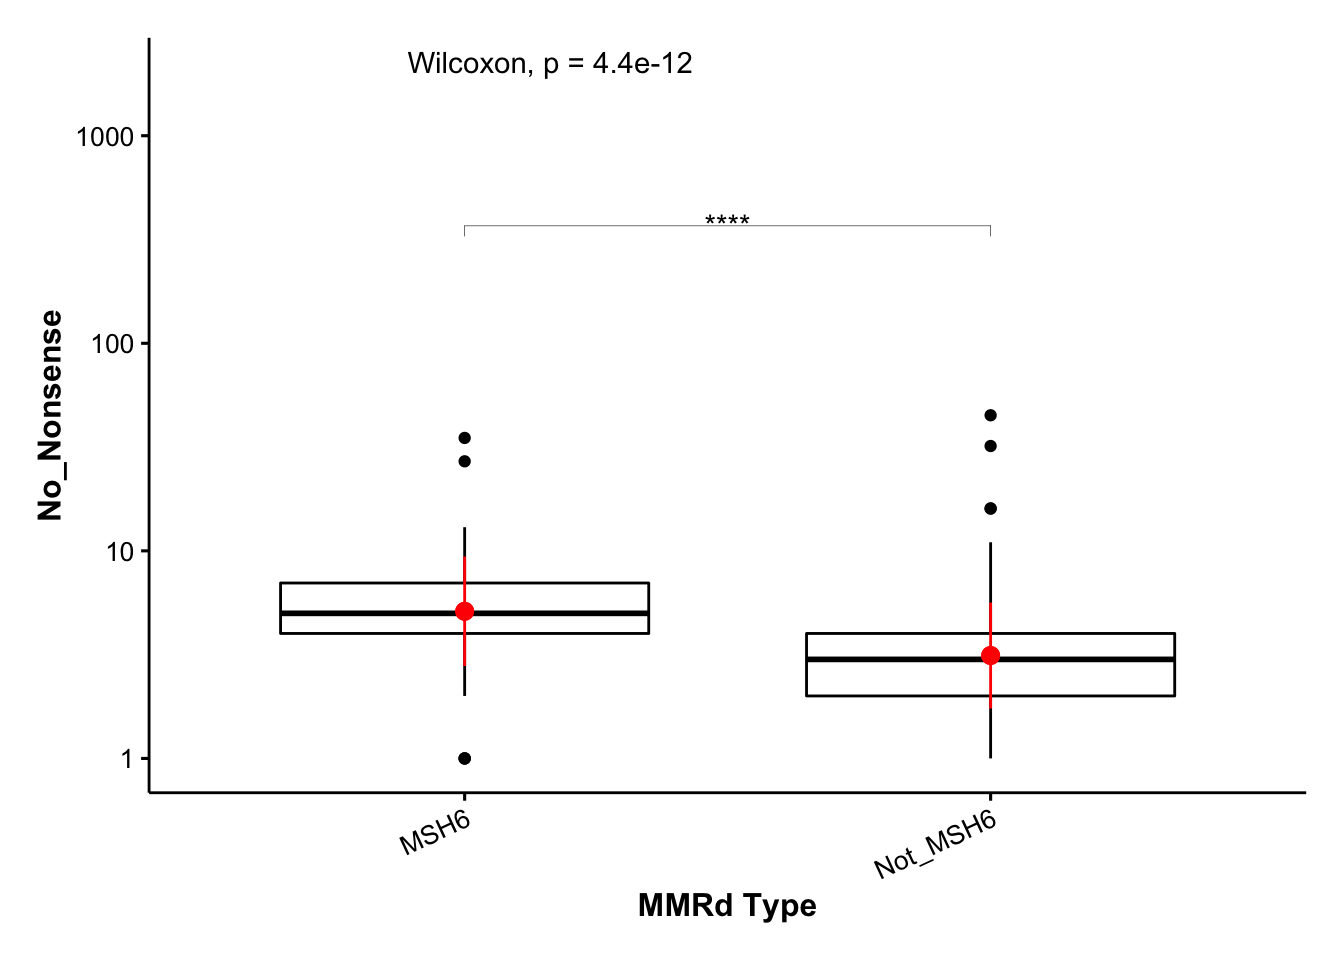 Wilcoxon, p = 4.4e-12
1000
****
100
10
1
No_Nonsense
MSH6
Not_MSH6
MMRd Type